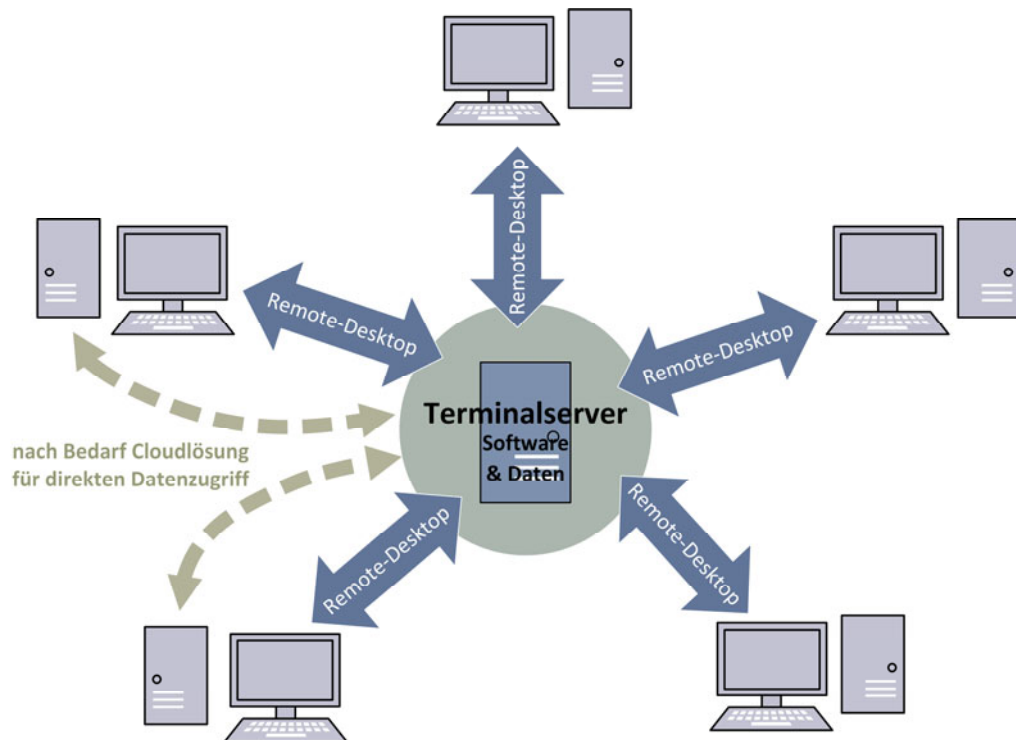 Remote-Desktop
Remote-Desktop
Remote-Desktop
Terminalserver
Software
& Daten
nach Bedarf Cloudlösung
für direkten Datenzugriff
Remote-Desktop
Remote-Desktop